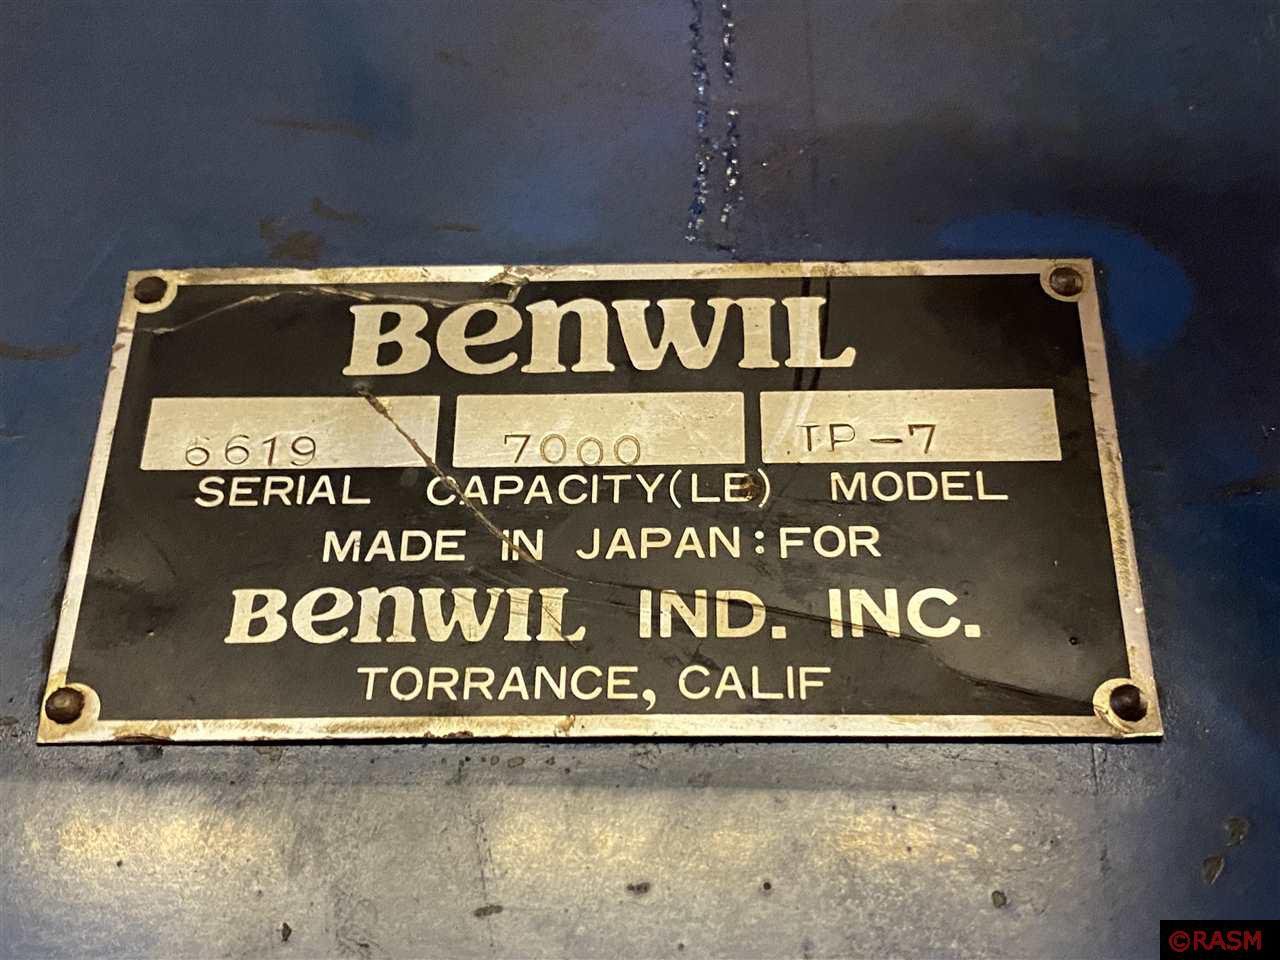 BENWIL
6619 7000 TP-7
SERIAL CAPACITY(LB) MODEL
MADE IN JAPAN: FOR
BENWIL IND. INC.
TORRANCE, CALIF
©RASM